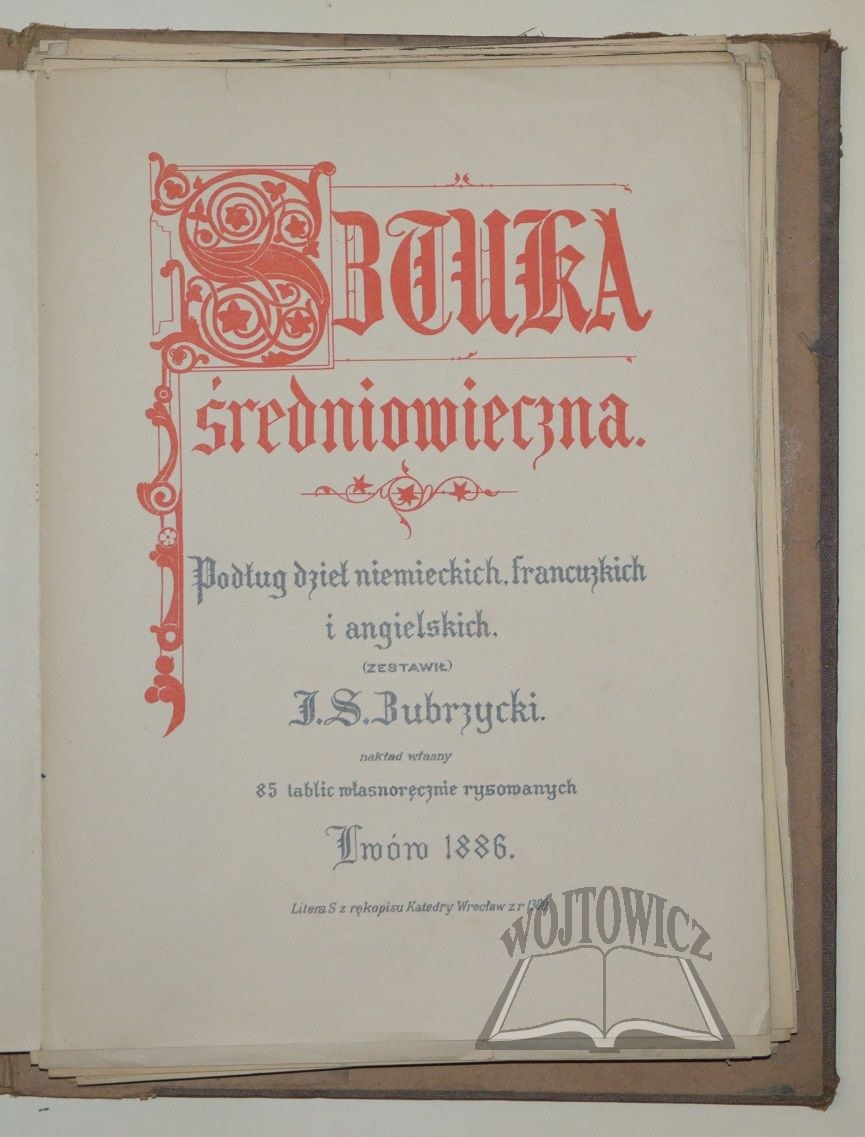 SZTUKA
średniowieczna.
Podług dzieł niemieckich, francuzkich
i angielskich,
(ZESTAWIŁ)
J.S.Zubrzycki.
nakład własny
85 tablic własnoręcznie rysowanych
Lwów 1886.
Litera S z rękopisu Katedry Wrocław z r
WÓJTOWICZ